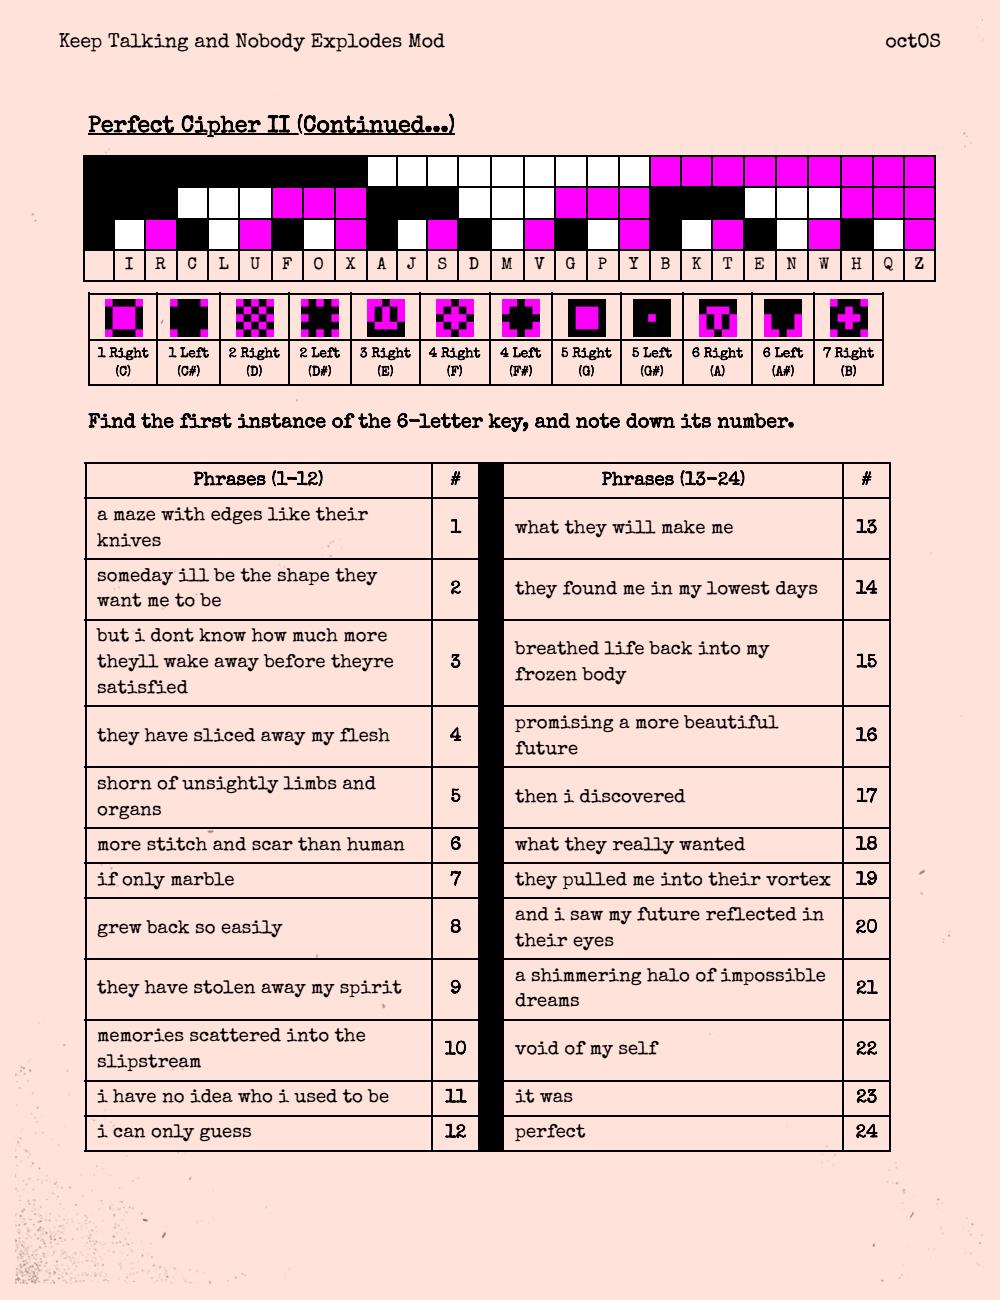 Keep Talking and Nobody Explodes Mod octOS
Perfect Cipher II (Continued...)
I R C L U F O X A J S D M V G P Y B K T E N W H Q Z
1 Right 1 Left 2 Right 2 Left 3 Right 4 Right 4 Left 5 Right 5 Left 6 Right 6 Left 7 Right
(C) (C#) (D) (D#) (E) (F) (F#) (G) (G#) (A) (A#) (B)
Find the first instance of the 6-letter key, and note down its number.
Phrases (1-12) # Phrases (13-24) #
a maze with edges like their
knives
1
what they will make me 13
someday ill be the shape they
want me to be
2
they found me in my lowest days 14
but i dont know how much more
theyll wake away before theyre
satisfied
3
breathed life back into my
frozen body
15
they have sliced away my flesh 4
promising a more beautiful
future
16
shorn of unsightly limbs and
organs
5
then i discovered 17
more stitch and scar than human 6 what they really wanted 18
if only marble 7 they pulled me into their vortex 19
grew back so easily 8
and i saw my future reflected in
their eyes
20
they have stolen away my spirit 9
a shimmering halo of impossible
dreams
21
memories scattered into the
slipstream
10
void of my self 22
i have no idea who i used to be 11 it was 23
i can only guess 12 perfect 24